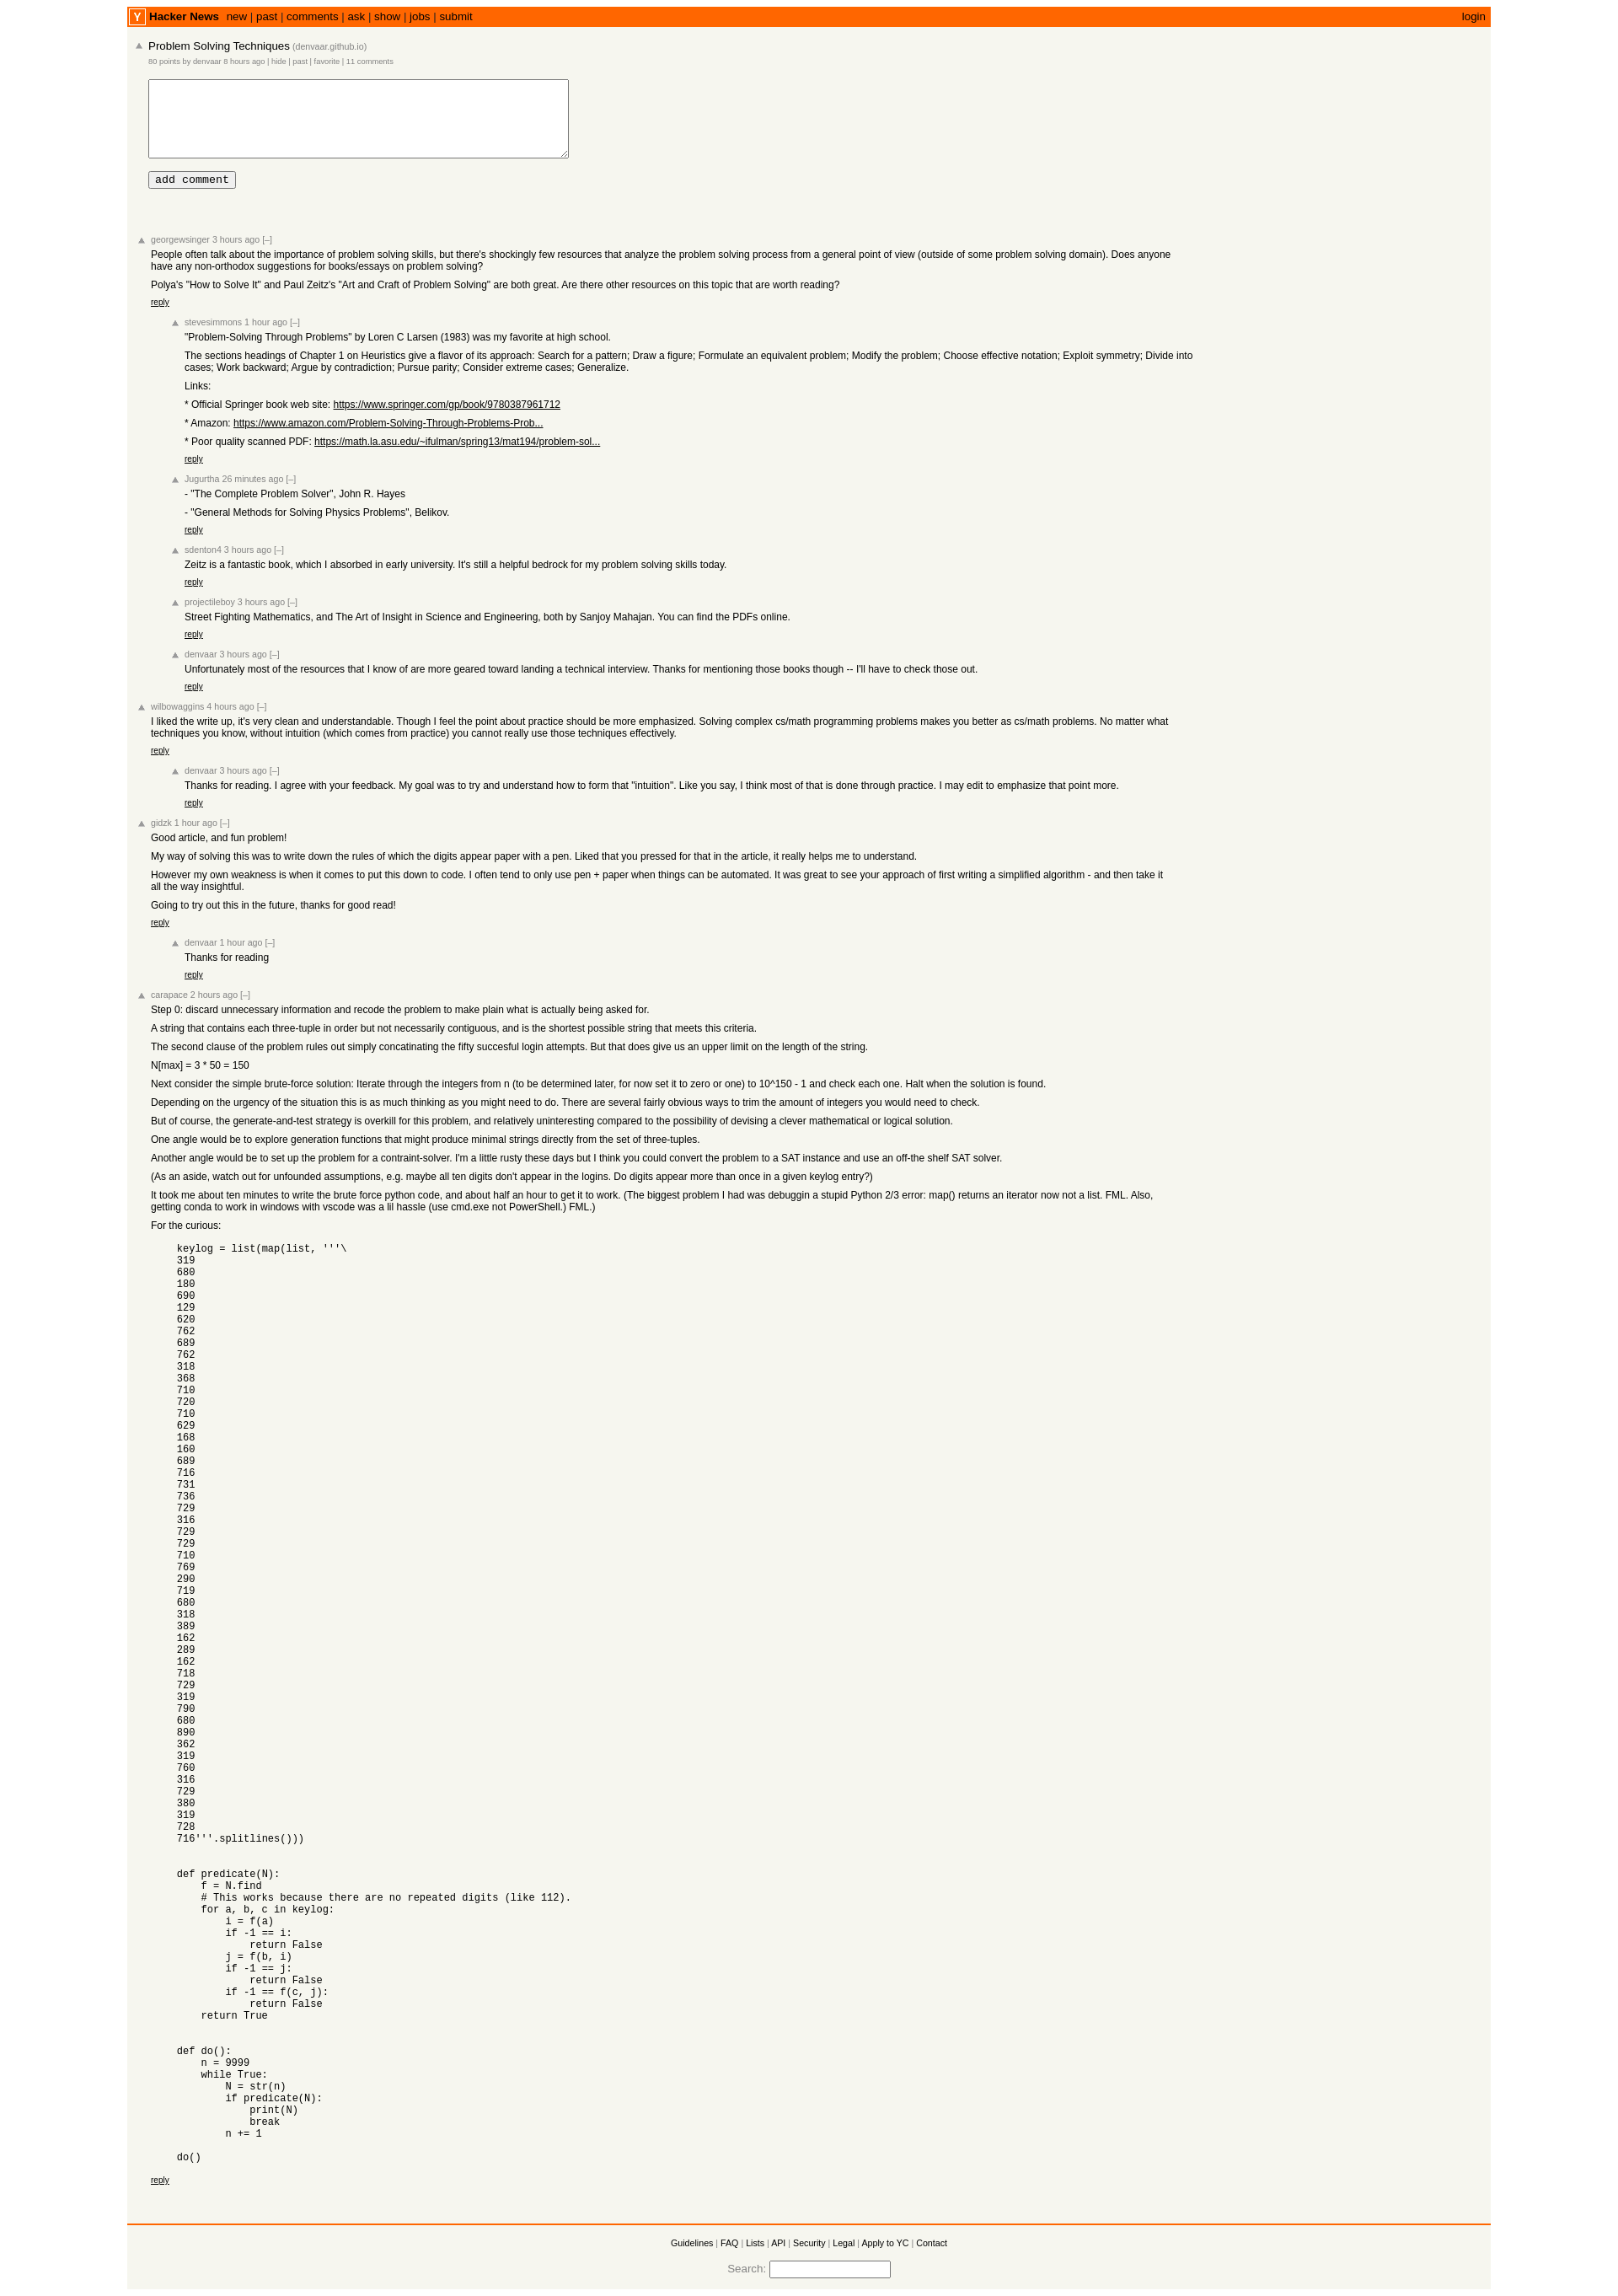 Y Hacker News new | past | comments | ask | show | jobs | submit login
Problem Solving Techniques (denvaar.github.io)
80 points by denvaar 8 hours ago | hide | past | favorite | 11 comments
add comment
georgewsinger 3 hours ago [–]
People often talk about the importance of problem solving skills, but there's shockingly few resources that analyze the problem solving process from a general point of view (outside of some problem solving domain). Does anyone
have any non-orthodox suggestions for books/essays on problem solving?
Polya's "How to Solve It" and Paul Zeitz's "Art and Craft of Problem Solving" are both great. Are there other resources on this topic that are worth reading?
reply
stevesimmons 1 hour ago [–]
"Problem-Solving Through Problems" by Loren C Larsen (1983) was my favorite at high school.
The sections headings of Chapter 1 on Heuristics give a flavor of its approach: Search for a pattern; Draw a figure; Formulate an equivalent problem; Modify the problem; Choose effective notation; Exploit symmetry; Divide into
cases; Work backward; Argue by contradiction; Pursue parity; Consider extreme cases; Generalize.
Links:
* Official Springer book web site: https://www.springer.com/gp/book/9780387961712
* Amazon: https://www.amazon.com/Problem-Solving-Through-Problems-Prob...
* Poor quality scanned PDF: https://math.la.asu.edu/~ifulman/spring13/mat194/problem-sol...
reply
Jugurtha 26 minutes ago [–]
- "The Complete Problem Solver", John R. Hayes
- "General Methods for Solving Physics Problems", Belikov.
reply
sdenton4 3 hours ago [–]
Zeitz is a fantastic book, which I absorbed in early university. It's still a helpful bedrock for my problem solving skills today.
reply
projectileboy 3 hours ago [–]
Street Fighting Mathematics, and The Art of Insight in Science and Engineering, both by Sanjoy Mahajan. You can find the PDFs online.
reply
denvaar 3 hours ago [–]
Unfortunately most of the resources that I know of are more geared toward landing a technical interview. Thanks for mentioning those books though -- I'll have to check those out.
reply
wilbowaggins 4 hours ago [–]
I liked the write up, it's very clean and understandable. Though I feel the point about practice should be more emphasized. Solving complex cs/math programming problems makes you better as cs/math problems. No matter what
techniques you know, without intuition (which comes from practice) you cannot really use those techniques effectively.
reply
denvaar 3 hours ago [–]
Thanks for reading. I agree with your feedback. My goal was to try and understand how to form that "intuition". Like you say, I think most of that is done through practice. I may edit to emphasize that point more.
reply
gidzk 1 hour ago [–]
Good article, and fun problem!
My way of solving this was to write down the rules of which the digits appear paper with a pen. Liked that you pressed for that in the article, it really helps me to understand.
However my own weakness is when it comes to put this down to code. I often tend to only use pen + paper when things can be automated. It was great to see your approach of first writing a simplified algorithm - and then take it
all the way insightful.
Going to try out this in the future, thanks for good read!
reply
denvaar 1 hour ago [–]
Thanks for reading
reply
carapace 2 hours ago [–]
Step 0: discard unnecessary information and recode the problem to make plain what is actually being asked for.
A string that contains each three-tuple in order but not necessarily contiguous, and is the shortest possible string that meets this criteria.
The second clause of the problem rules out simply concatinating the fifty succesful login attempts. But that does give us an upper limit on the length of the string.
N[max] = 3 * 50 = 150
Next consider the simple brute-force solution: Iterate through the integers from n (to be determined later, for now set it to zero or one) to 10^150 - 1 and check each one. Halt when the solution is found.
Depending on the urgency of the situation this is as much thinking as you might need to do. There are several fairly obvious ways to trim the amount of integers you would need to check.
But of course, the generate-and-test strategy is overkill for this problem, and relatively uninteresting compared to the possibility of devising a clever mathematical or logical solution.
One angle would be to explore generation functions that might produce minimal strings directly from the set of three-tuples.
Another angle would be to set up the problem for a contraint-solver. I'm a little rusty these days but I think you could convert the problem to a SAT instance and use an off-the shelf SAT solver.
(As an aside, watch out for unfounded assumptions, e.g. maybe all ten digits don't appear in the logins. Do digits appear more than once in a given keylog entry?)
It took me about ten minutes to write the brute force python code, and about half an hour to get it to work. (The biggest problem I had was debuggin a stupid Python 2/3 error: map() returns an iterator now not a list. FML. Also,
getting conda to work in windows with vscode was a lil hassle (use cmd.exe not PowerShell.) FML.)
For the curious:
keylog = list(map(list, '''\
319
680
180
690
129
620
762
689
762
318
368
710
720
710
629
168
160
689
716
731
736
729
316
729
729
710
769
290
719
680
318
389
162
289
162
718
729
319
790
680
890
362
319
760
316
729
380
319
728
716'''.splitlines()))
def predicate(N):
f = N.find
# This works because there are no repeated digits (like 112).
for a, b, c in keylog:
i = f(a)
if -1 == i:
return False
j = f(b, i)
if -1 == j:
return False
if -1 == f(c, j):
return False
return True
def do():
n = 9999
while True:
N = str(n)
if predicate(N):
print(N)
break
n += 1
do()
reply
Guidelines | FAQ | Lists | API | Security | Legal | Apply to YC | Contact
Search: